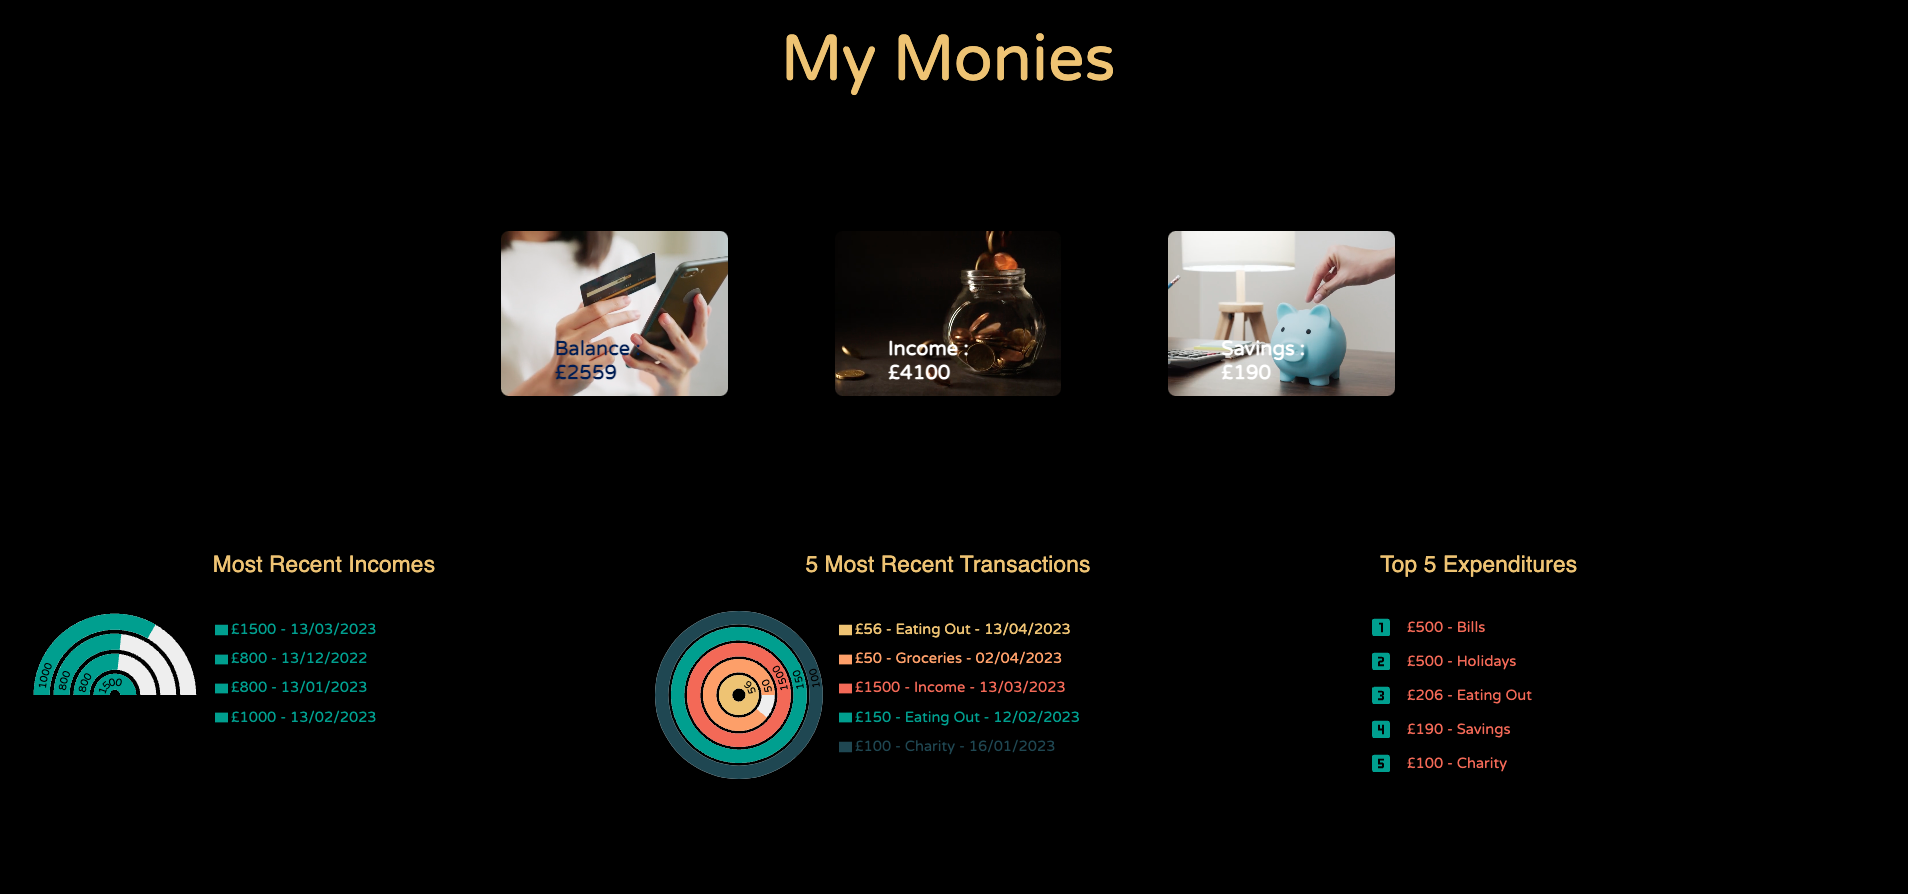 My Monies
Balance :
£2559
Income :
£4100
Savings :
£190
Most Recent Incomes
1000
800
800
1500
£1500 - 13/03/2023
£800 - 13/12/2022
£800 - 13/01/2023
£1000 - 13/02/2023
5 Most Recent Transactions
56
50
1500
150
100
£56 - Eating Out - 13/04/2023
£50 - Groceries - 02/04/2023
£1500 - Income - 13/03/2023
£150 - Eating Out - 12/02/2023
£100 - Charity - 16/01/2023
Top 5 Expenditures
1 £500 - Bills
2 £500 - Holidays
3 £206 - Eating Out
4 £190 - Savings
5 £100 - Charity